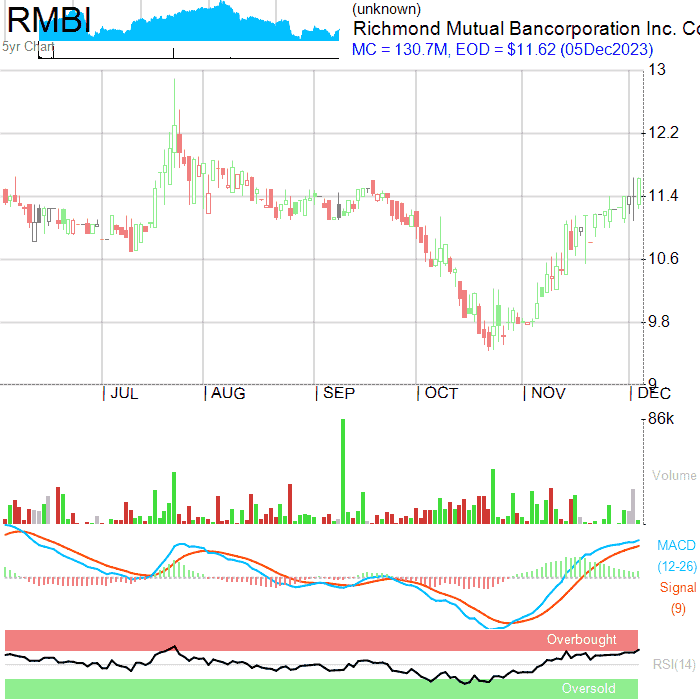 RMBI
5yr Chart
(unknown)
Richmond Mutual Bancorporation Inc. Co
MC = 130.7M, EOD = $11.62 (05Dec2023)
13
12.2
11.4
10.6
9.8
9
JUL AUG SEP OCT NOV DEC
86k
Volume
MACD
(12-26)
Signal
(9)
Overbought
RSI(14)
Oversold